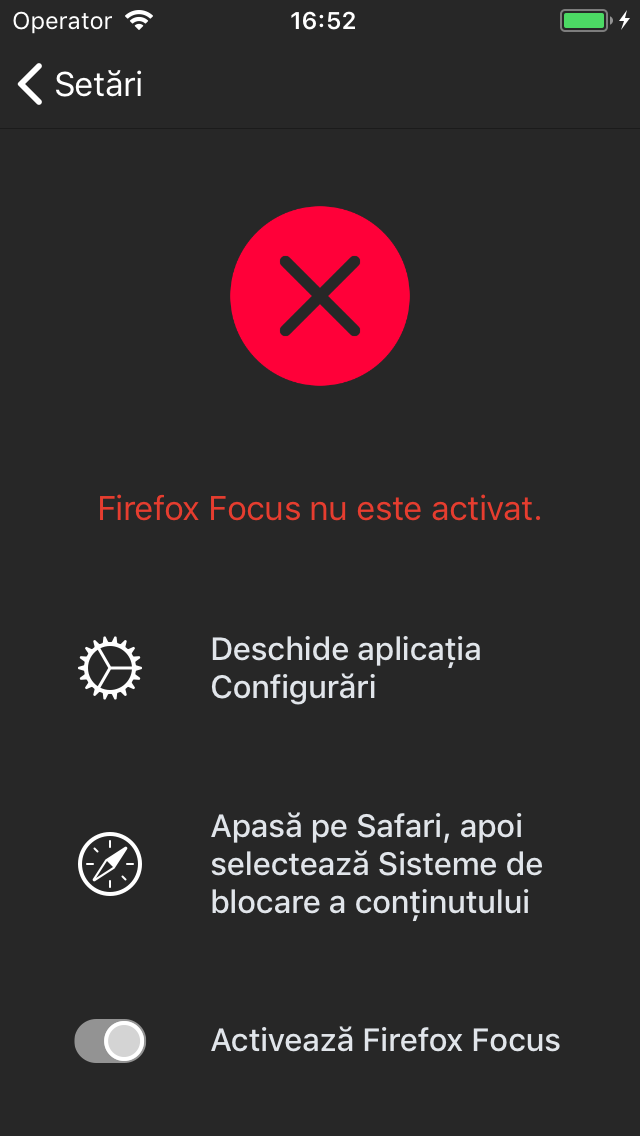 Operator 16:52
Setări
Firefox Focus nu este activat.
Deschide aplicația
Configurări
Apasă pe Safari, apoi
selectează Sisteme de
blocare a conținutului
Activează Firefox Focus